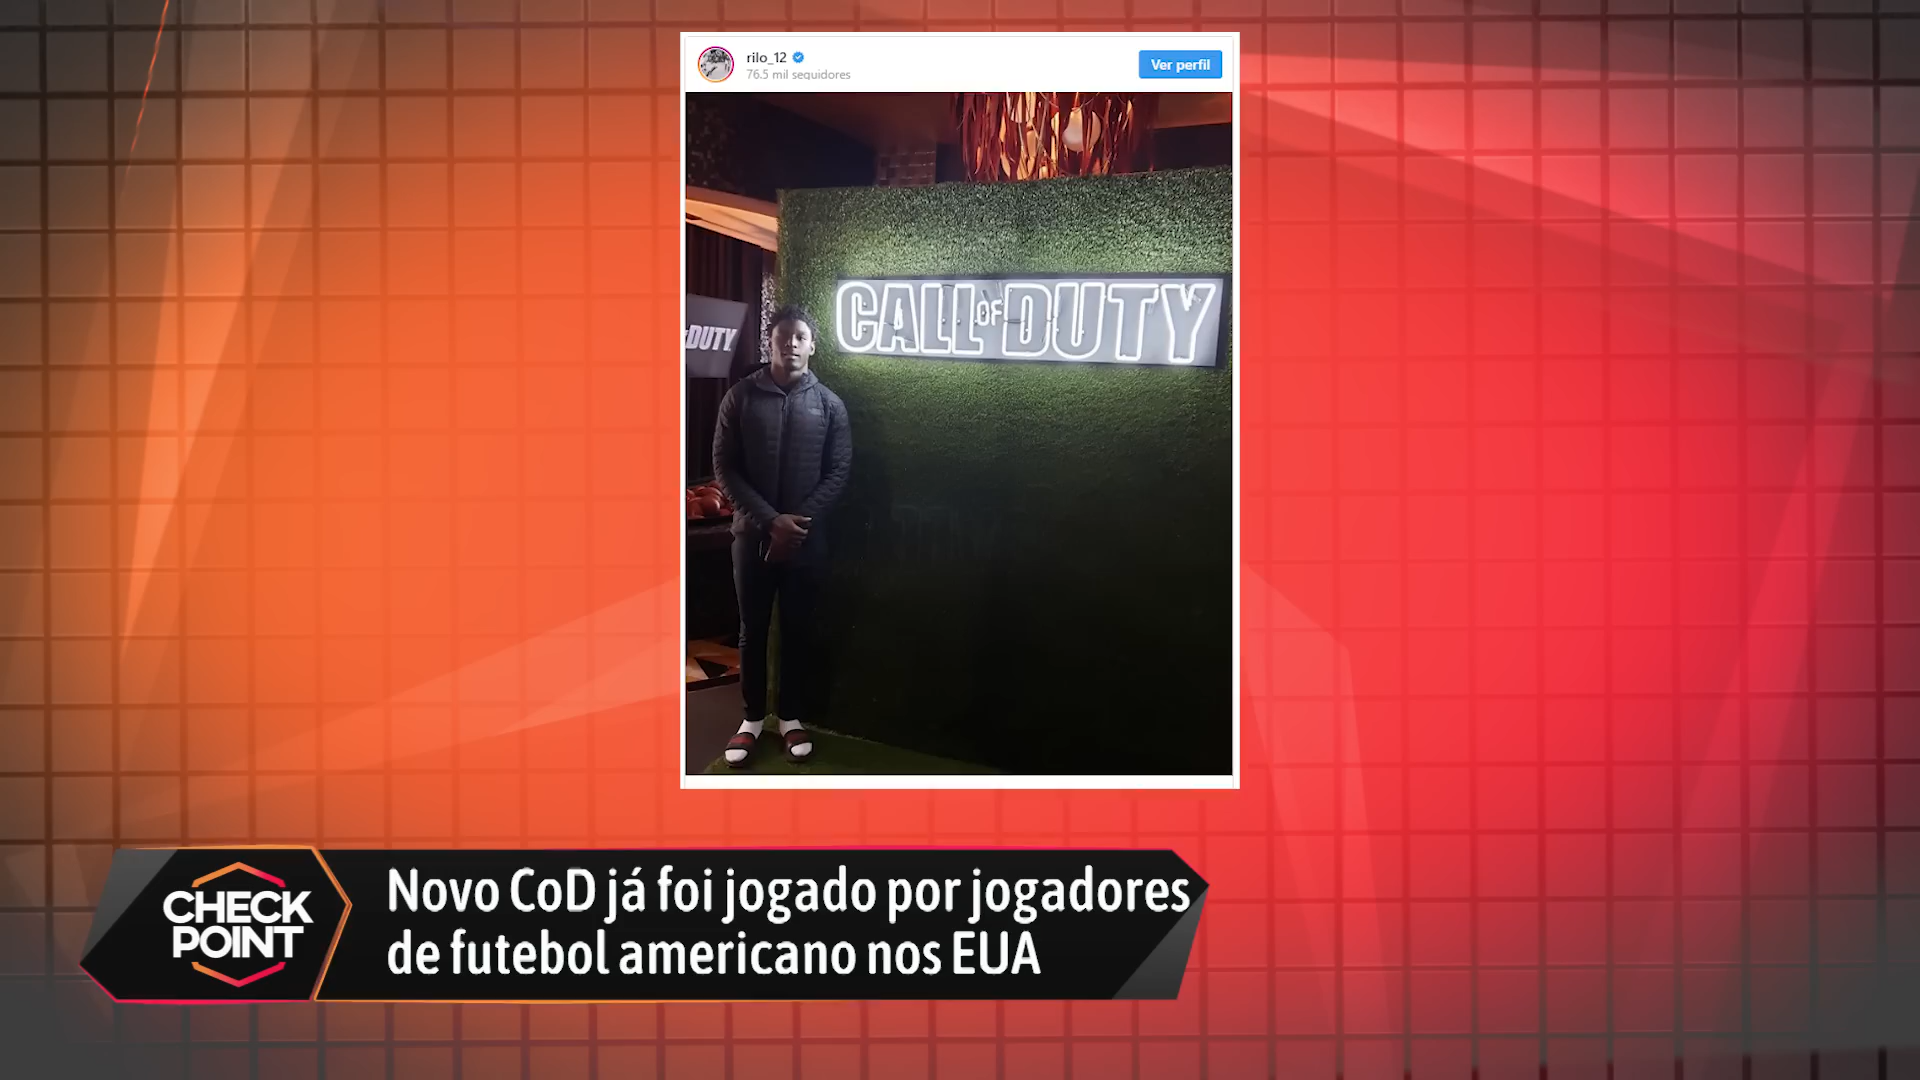 rilo_12
76.5 mil seguidores
Ver perfil
CALL OF DUTY
DUTY
CHECK
POINT
Novo CoD já foi jogado por jogadores
de futebol americano nos EUA